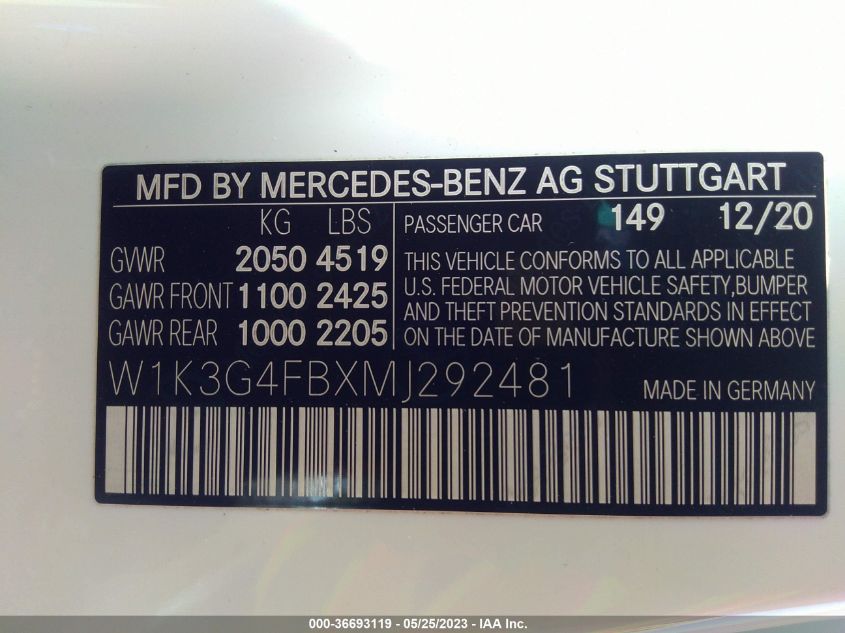 MFD BY MERCEDES-BENZ AG STUTTGART
KG LBS
GVWR 2050 4519
GAWR FRONT 1100 2425
GAWR REAR 1000 2205
PASSENGER CAR 149 12/20
THIS VEHICLE CONFORMS TO ALL APPLICABLE
U.S. FEDERAL MOTOR VEHICLE SAFETY,BUMPER
AND THEFT PREVENTION STANDARDS IN EFFECT
ON THE DATE OF MANUFACTURE SHOWN ABOVE
W1K3G4FBXMJ292481
MADE IN GERMANY
000-36693119 - 05/25/2023 - IAA Inc.